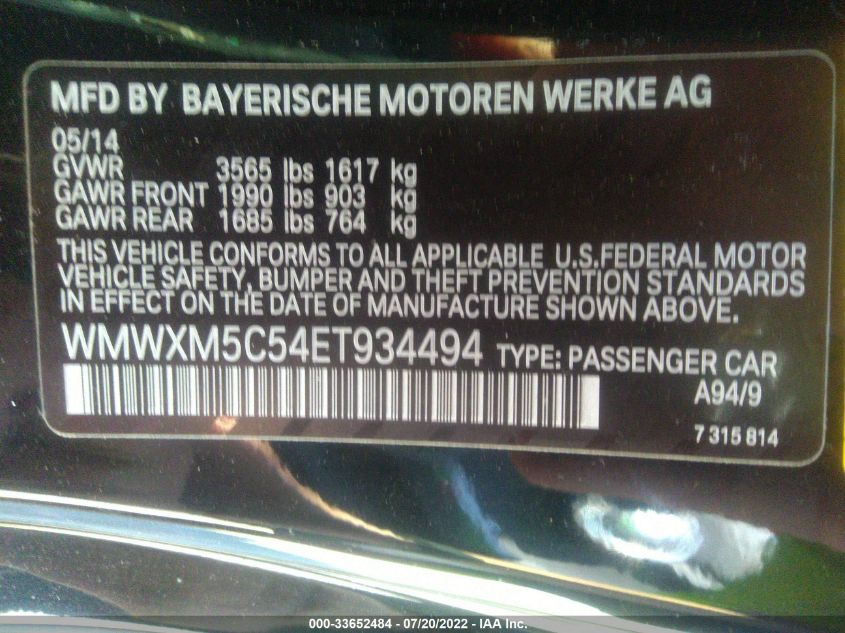 MFD BY BAYERISCHE MOTOREN WERKE AG
05/14
GVWR 3565 lbs 1617 kg
GAWR FRONT 1990 lbs 903 kg
GAWR REAR 1685 lbs 764 kg
THIS VEHICLE CONFORMS TO ALL APPLICABLE U.S.FEDERAL MOTOR
VEHICLE SAFETY, BUMPER AND THEFT PREVENTION STANDARDS
IN EFFECT ON THE DATE OF MANUFACTURE SHOWN ABOVE.
WMWXM5C54ET934494 TYPE: PASSENGER CAR
A94/9
7 315 814
000-33652484 - 07/20/2022 - IAA Inc.